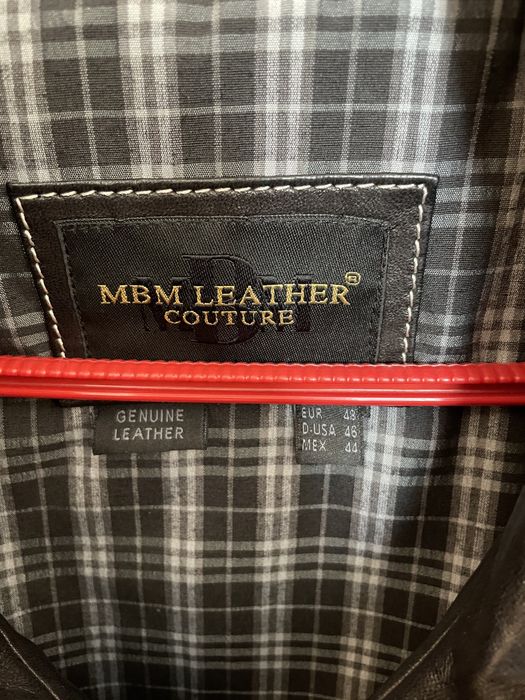 MBM LEATHER®
COUTURE
GENUINE
LEATHER
EUR 48
D-USA 46
MEX 44